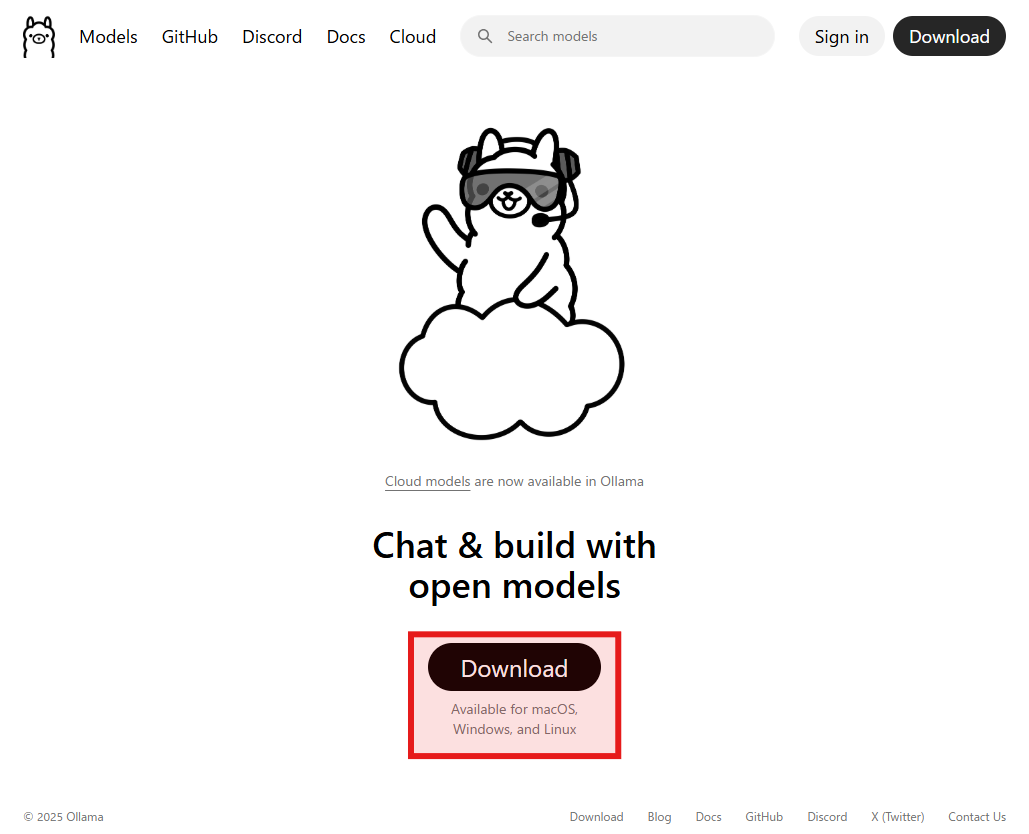 Models GitHub Discord Docs Cloud Search models Sign in Download
Cloud models are now available in Ollama
Chat & build with
open models
Download
Available for macOS,
Windows, and Linux
© 2025 Ollama Download Blog Docs GitHub Discord X (Twitter) Contact Us